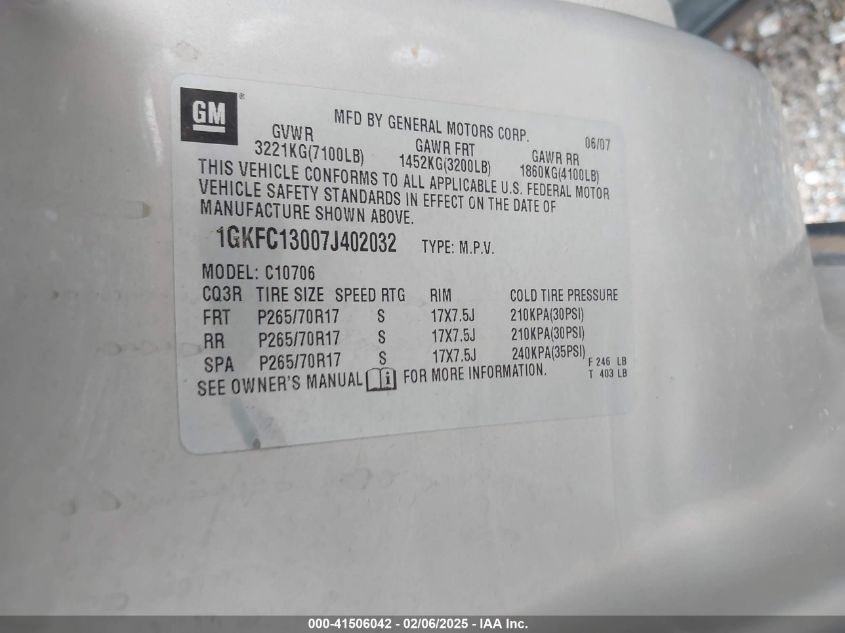 GM®
MFD BY GENERAL MOTORS CORP. 06/07
GVWR GAWR FRT GAWR RR
3221KG(7100LB) 1452KG(3200LB) 1860KG(4100LB)
THIS VEHICLE CONFORMS TO ALL APPLICABLE U.S. FEDERAL MOTOR
VEHICLE SAFETY STANDARDS IN EFFECT ON THE DATE OF
MANUFACTURE SHOWN ABOVE.
1GKFC13007J402032 TYPE: M.P.V.
MODEL: C10706
CQ3R TIRE SIZE SPEED RTG RIM COLD TIRE PRESSURE
FRT P265/70R17 S 17X7.5J 210KPA(30PSI)
RR P265/70R17 S 17X7.5J 210KPA(30PSI)
SPA P265/70R17 S 17X7.5J 240KPA(35PSI)
F 246 LB
T 403 LB
SEE OWNER'S MANUAL i FOR MORE INFORMATION.
000-41506042 - 02/06/2025 - IAA Inc.